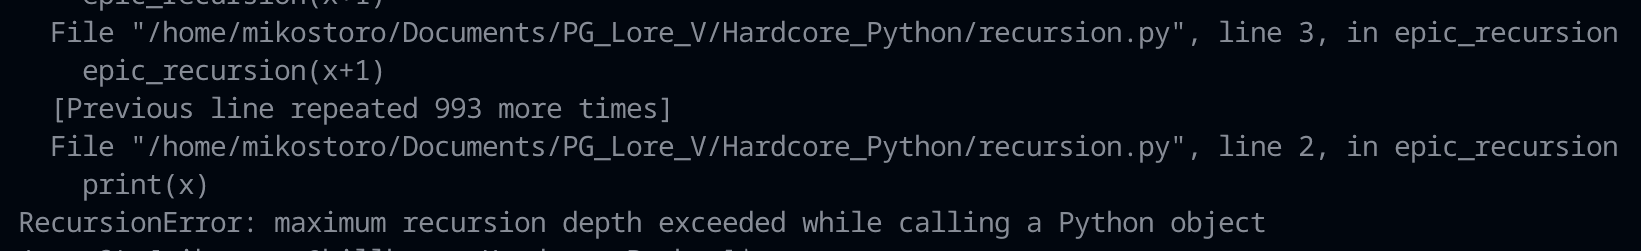 epic_recursion(x+1)
File "/home/mikostoro/Documents/PG_Lore_V/Hardcore_Python/recursion.py", line 3, in epic_recursion
epic_recursion(x+1)
[Previous line repeated 993 more times]
File "/home/mikostoro/Documents/PG_Lore_V/Hardcore_Python/recursion.py", line 2, in epic_recursion
print(x)
RecursionError: maximum recursion depth exceeded while calling a Python object